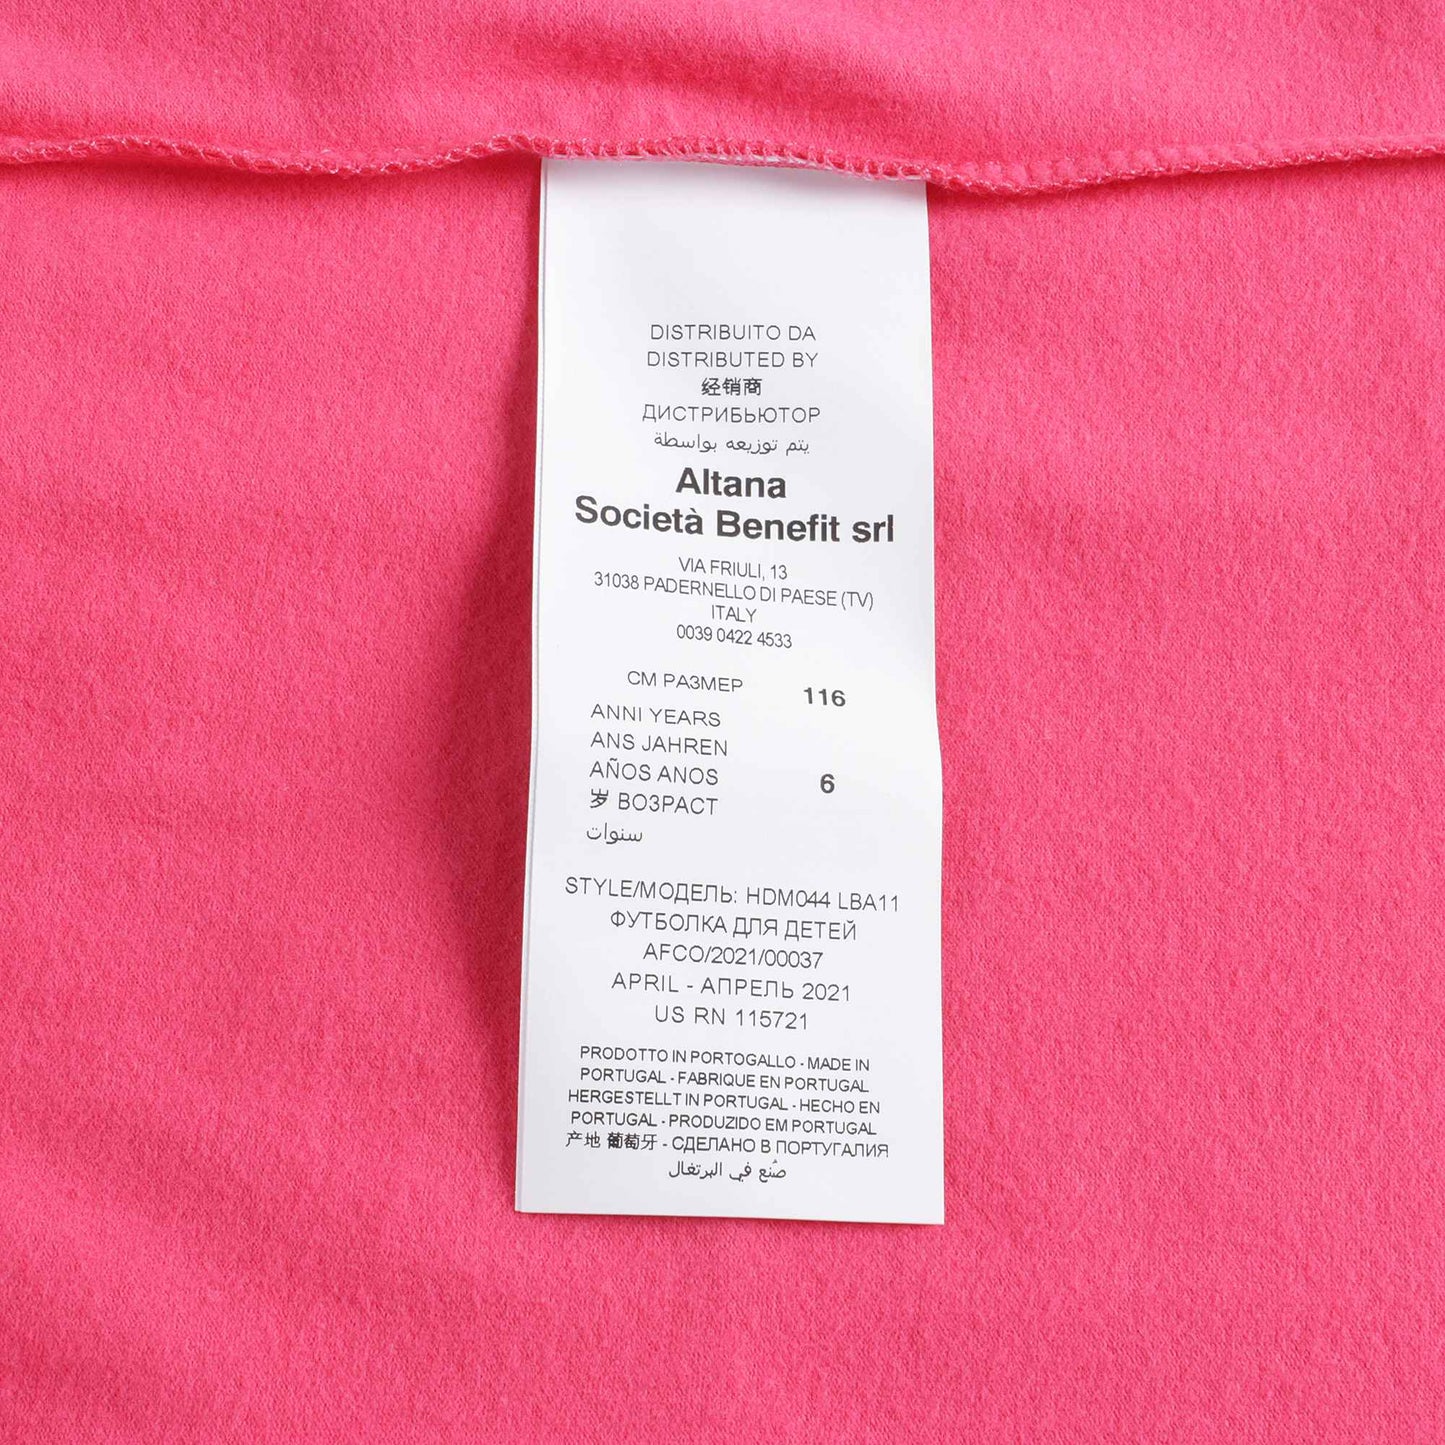 DISTRIBUITO DA
DISTRIBUTED BY
经销商
ДИСТРИБЬЮТОР
يتم توزيعه بواسطة
Altana
Società Benefit srl
VIA FRIULI, 13
31038 PADERNELLO DI PAESE (TV)
ITALY
0039 0422 4533
CM РАЗМЕР 116
ANNI YEARS
ANS JAHREN
AÑOS ANOS 6
岁 ВОЗРАСТ
سنوات
STYLE/МОДЕЛЬ: HDM044 LBA11
ФУТБОЛКА ДЛЯ ДЕТЕЙ
AFCO/2021/00037
APRIL - АПРЕЛЬ 2021
US RN 115721
PRODOTTO IN PORTOGALLO - MADE IN
PORTUGAL - FABRIQUE EN PORTUGAL
HERGESTELLT IN PORTUGAL - HECHO EN
PORTUGAL - PRODUZIDO EM PORTUGAL
产地 葡萄牙 - СДЕЛАНО В ПОРТУГАЛИЯ
صُنع في البرتغال